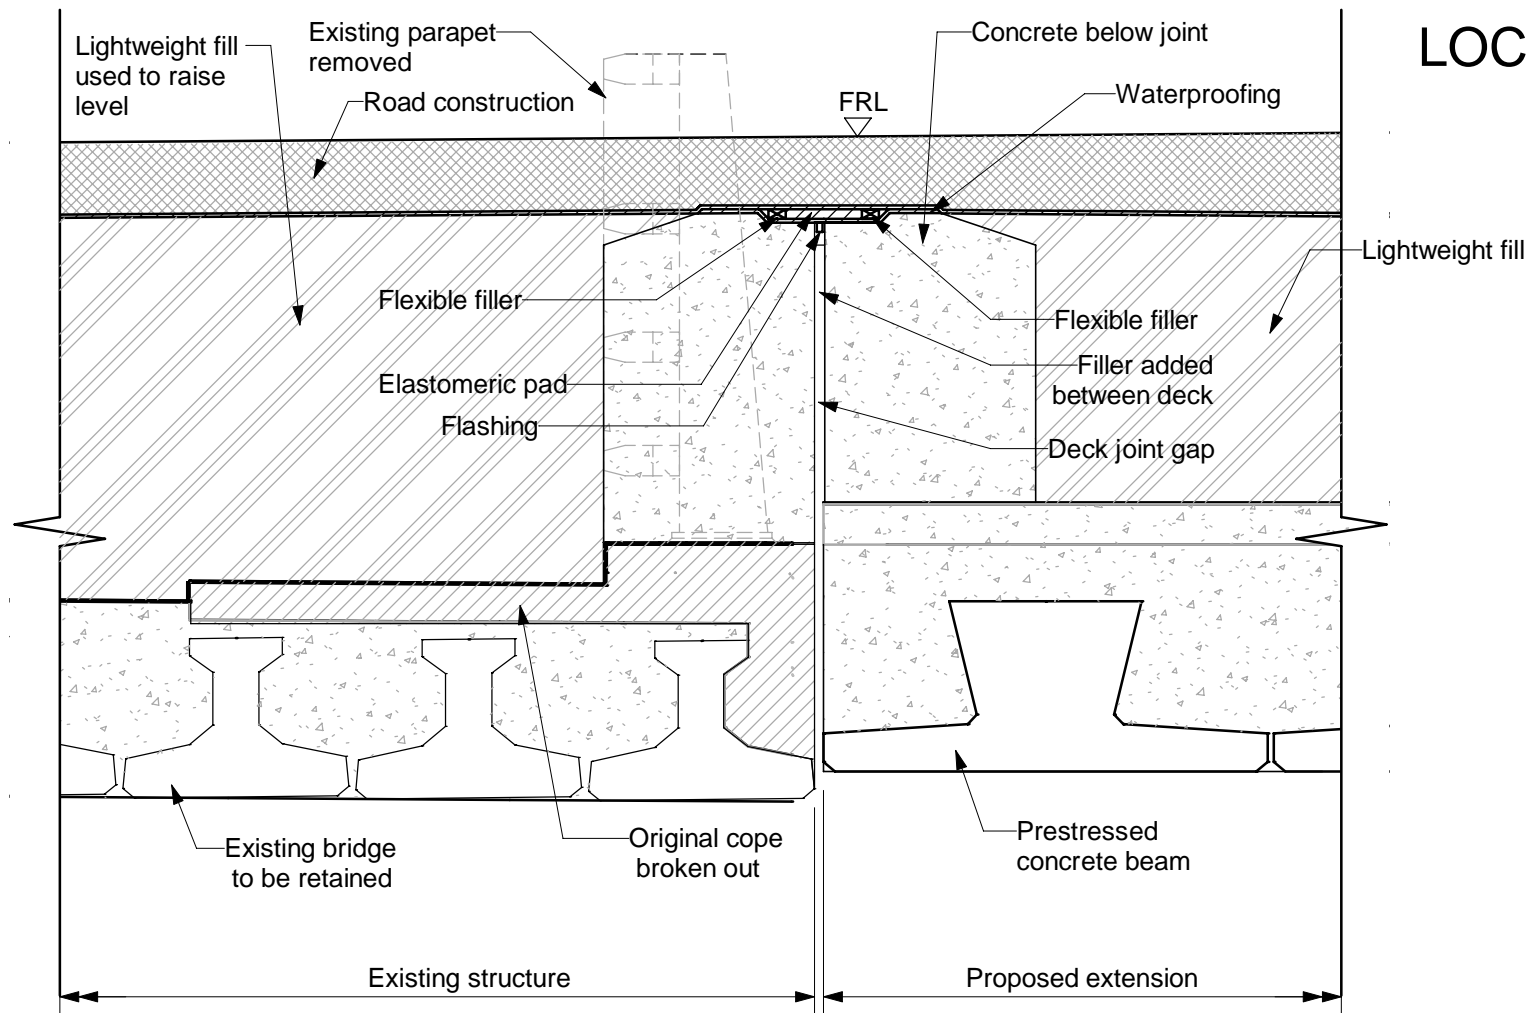 Lightweight fill
used to raise
level
Existing parapet
removed
Road construction
Concrete below joint
LOC
FRL
Waterproofing
Lightweight fill
Flexible filler
Flexible filler
Elastomeric pad
Filler added
between deck
Flashing
Deck joint gap
Existing bridge
to be retained
Original cope
broken out
Prestressed
concrete beam
Existing structure
Proposed extension